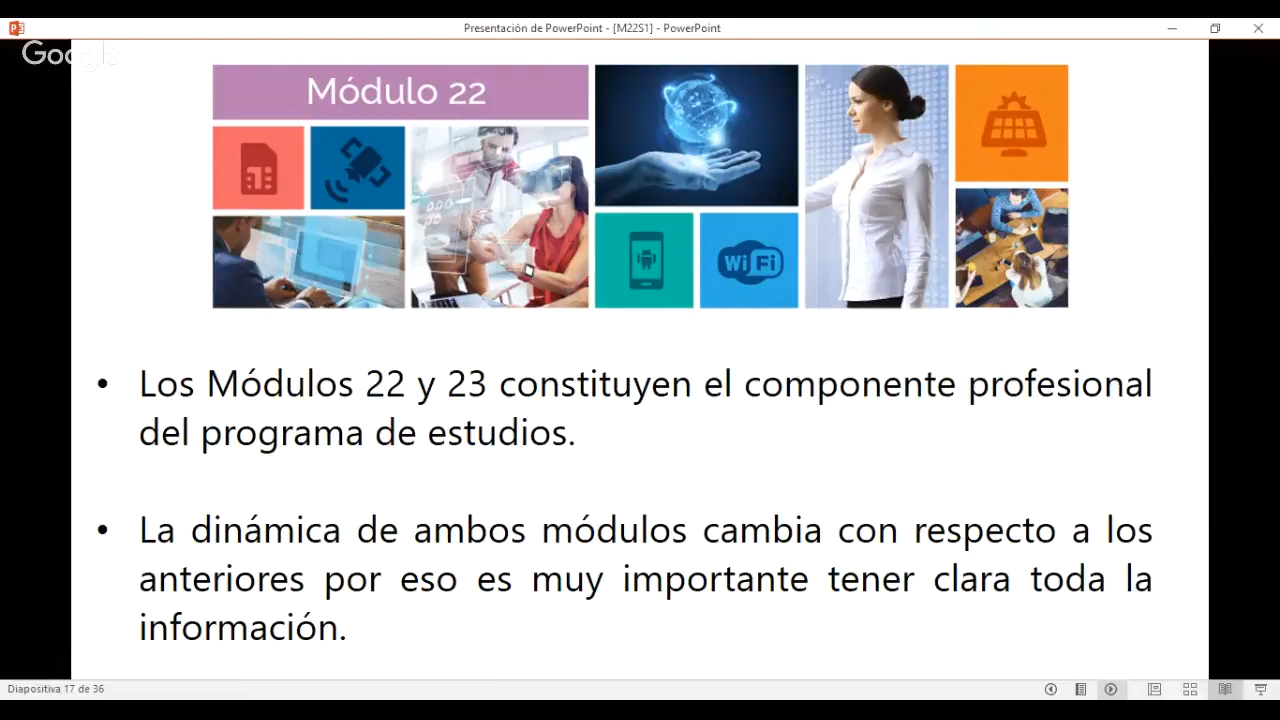 Presentación de PowerPoint - [M22S1] - PowerPoint
Google
Módulo 22
1
WiFi
• Los Módulos 22 y 23 constituyen el componente profesional
del programa de estudios.
• La dinámica de ambos módulos cambia con respecto a los
anteriores por eso es muy importante tener clara toda la
información.
Diapositiva 17 de 36